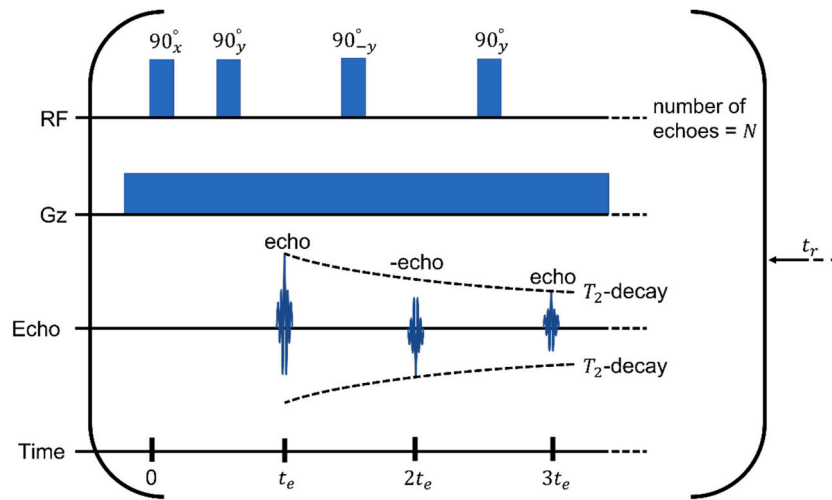 90°x 90°y 90°-y 90°y
RF
number of
echoes = N
Gz
tr
echo
-echo
echo
T2-decay
Echo
T2-decay
Time
0 te 2te 3te